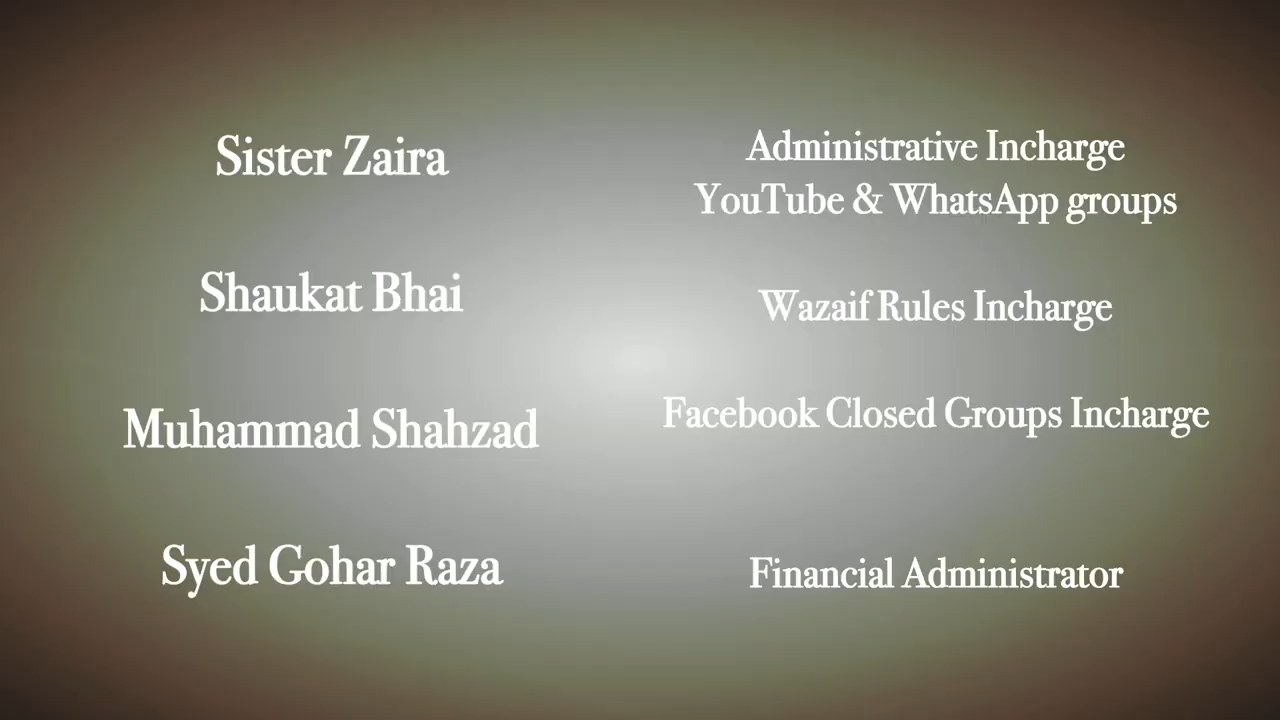 Sister Zaira
Administrative Incharge
YouTube & WhatsApp groups
Shaukat Bhai
Wazaif Rules Incharge
Muhammad Shahzad
Facebook Closed Groups Incharge
Syed Gohar Raza
Financial Administrator